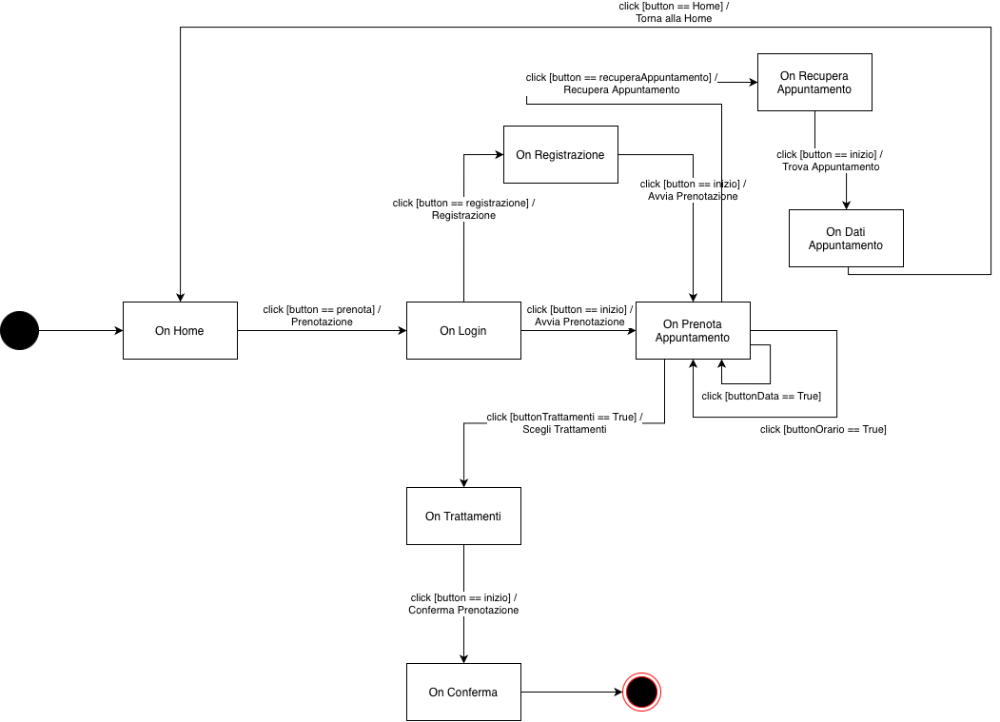 click [button == Home] /
Torna alla Home
click [button == recuperaAppuntamento] /
Recupera Appuntamento
On Recupera
Appuntamento
On Registrazione
click [button == inizio] /
Trova Appuntamento
click [button == inizio] /
Avvia Prenotazione
click [button == registrazione] /
Registrazione
On Dati
Appuntamento
On Home
click [button == prenota] /
Prenotazione
On Login
click [button == inizio] /
Avvia Prenotazione
On Prenota
Appuntamento
click [buttonData == True]
click [buttonOrario == True]
click [buttonTrattamenti == True] /
Scegli Trattamenti
On Trattamenti
click [button == inizio] /
Conferma Prenotazione
On Conferma